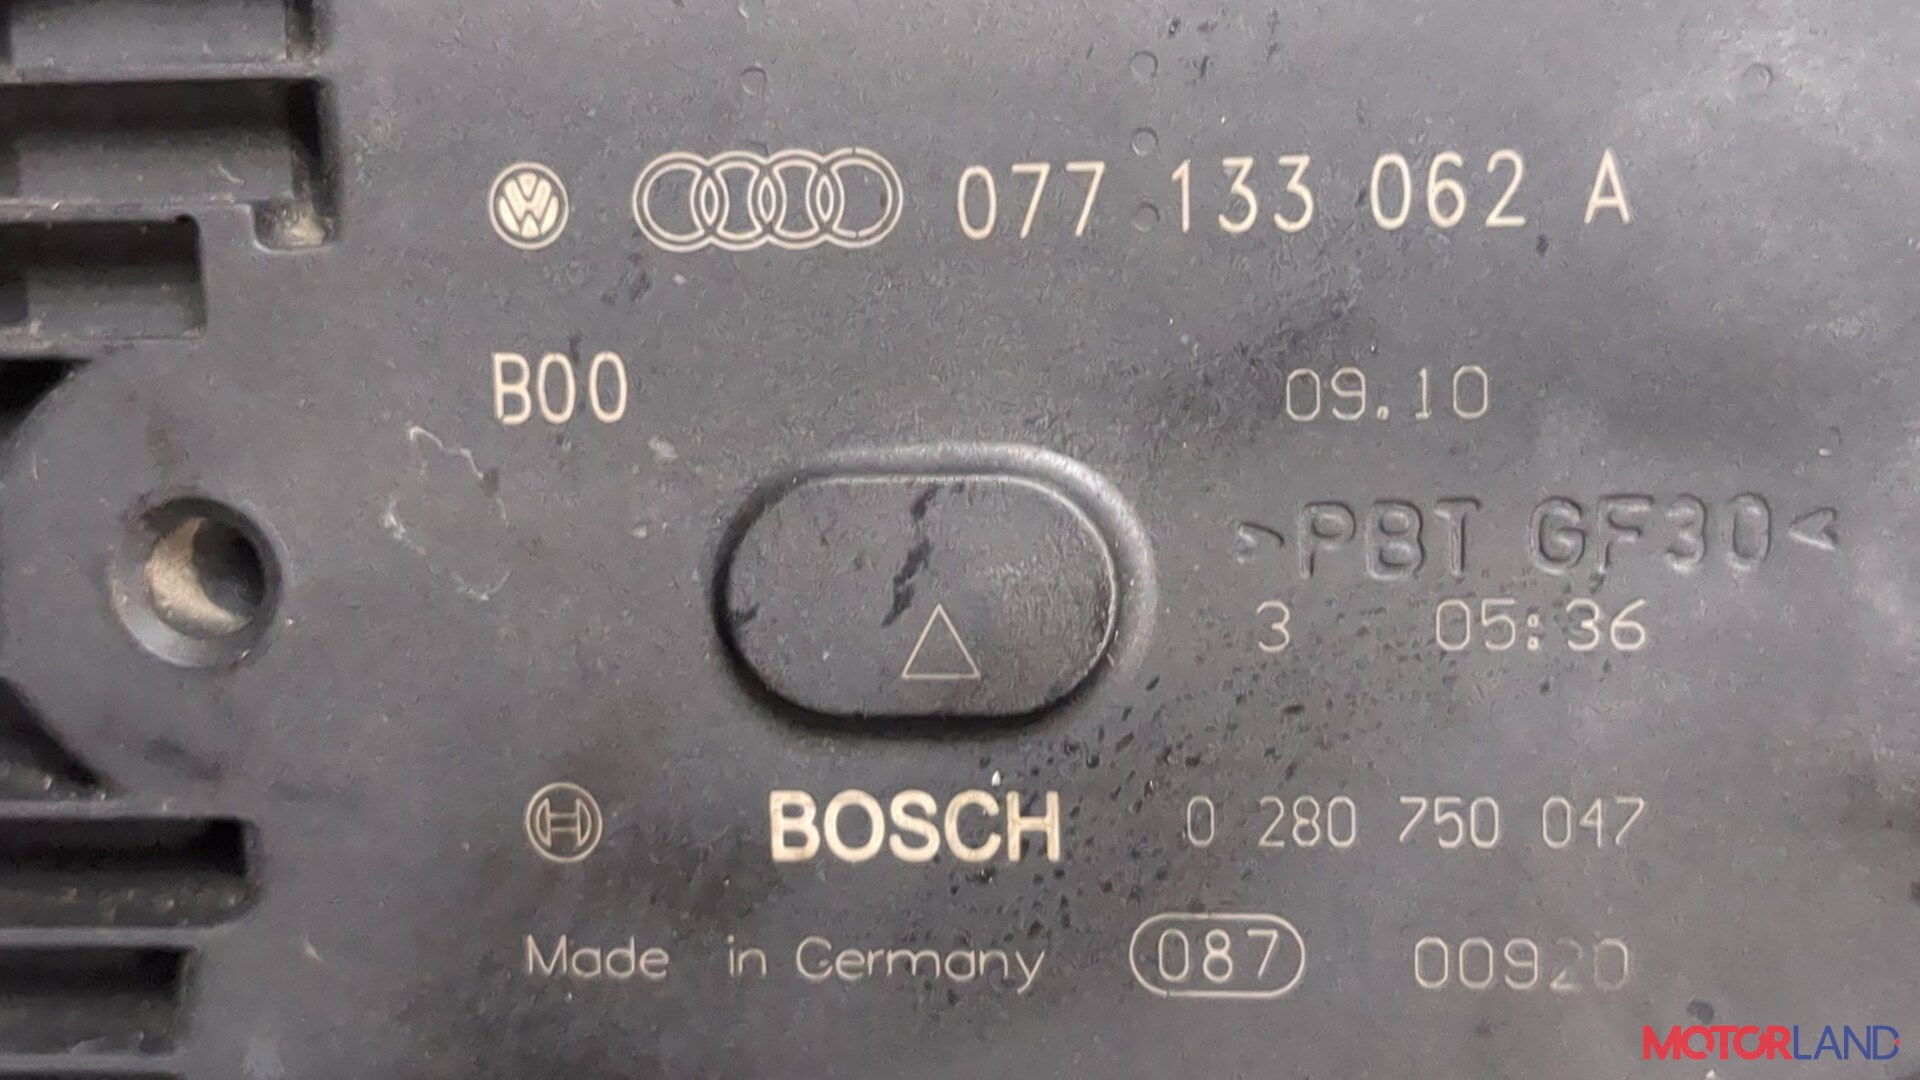 077 133 062 A
B00 09.10
>PBT GF30<
3 05:36
BOSCH 0 280 750 047
Made in Germany 087 00920
MOTORLAND